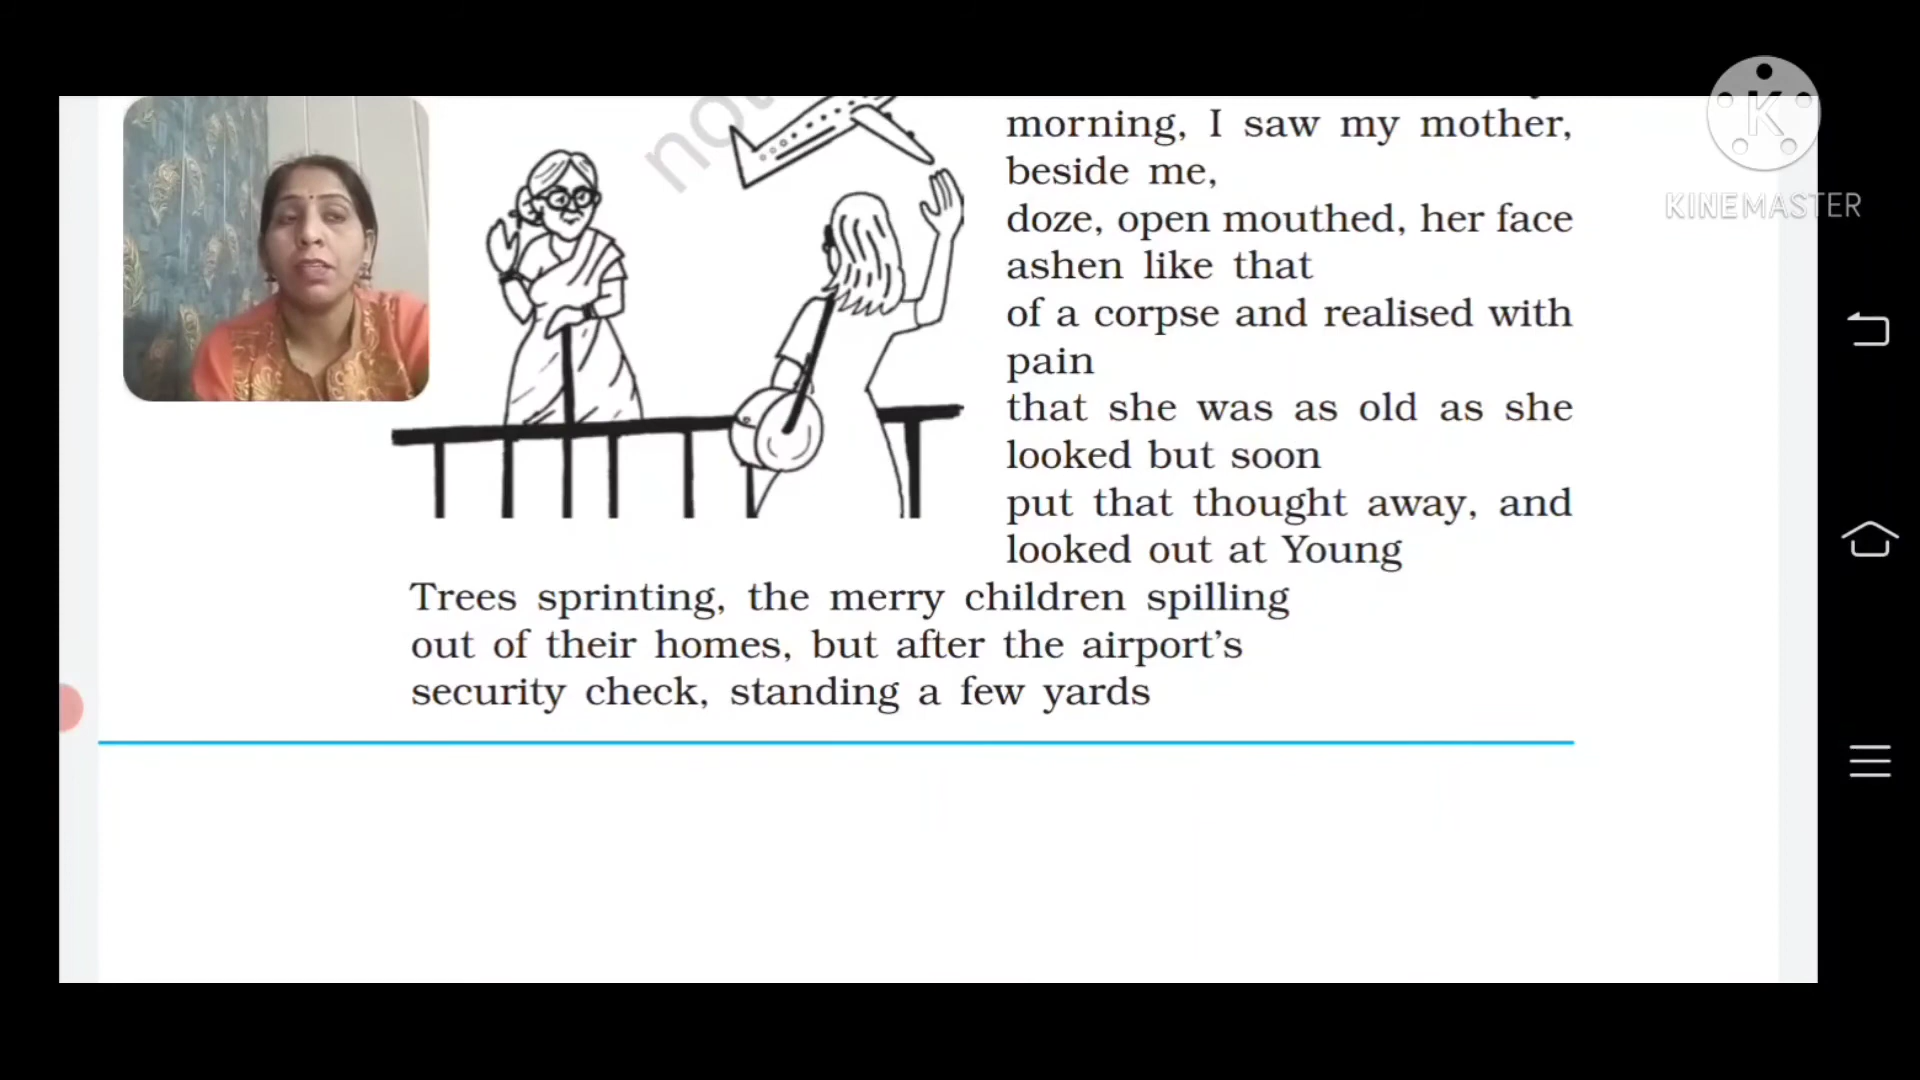 not
morning, I saw my mother,
beside me,
doze, open mouthed, her face
ashen like that
of a corpse and realised with
pain
that she was as old as she
looked but soon
put that thought away, and
looked out at Young
Trees sprinting, the merry children spilling
out of their homes, but after the airport's
security check, standing a few yards
K
KINEMASTER